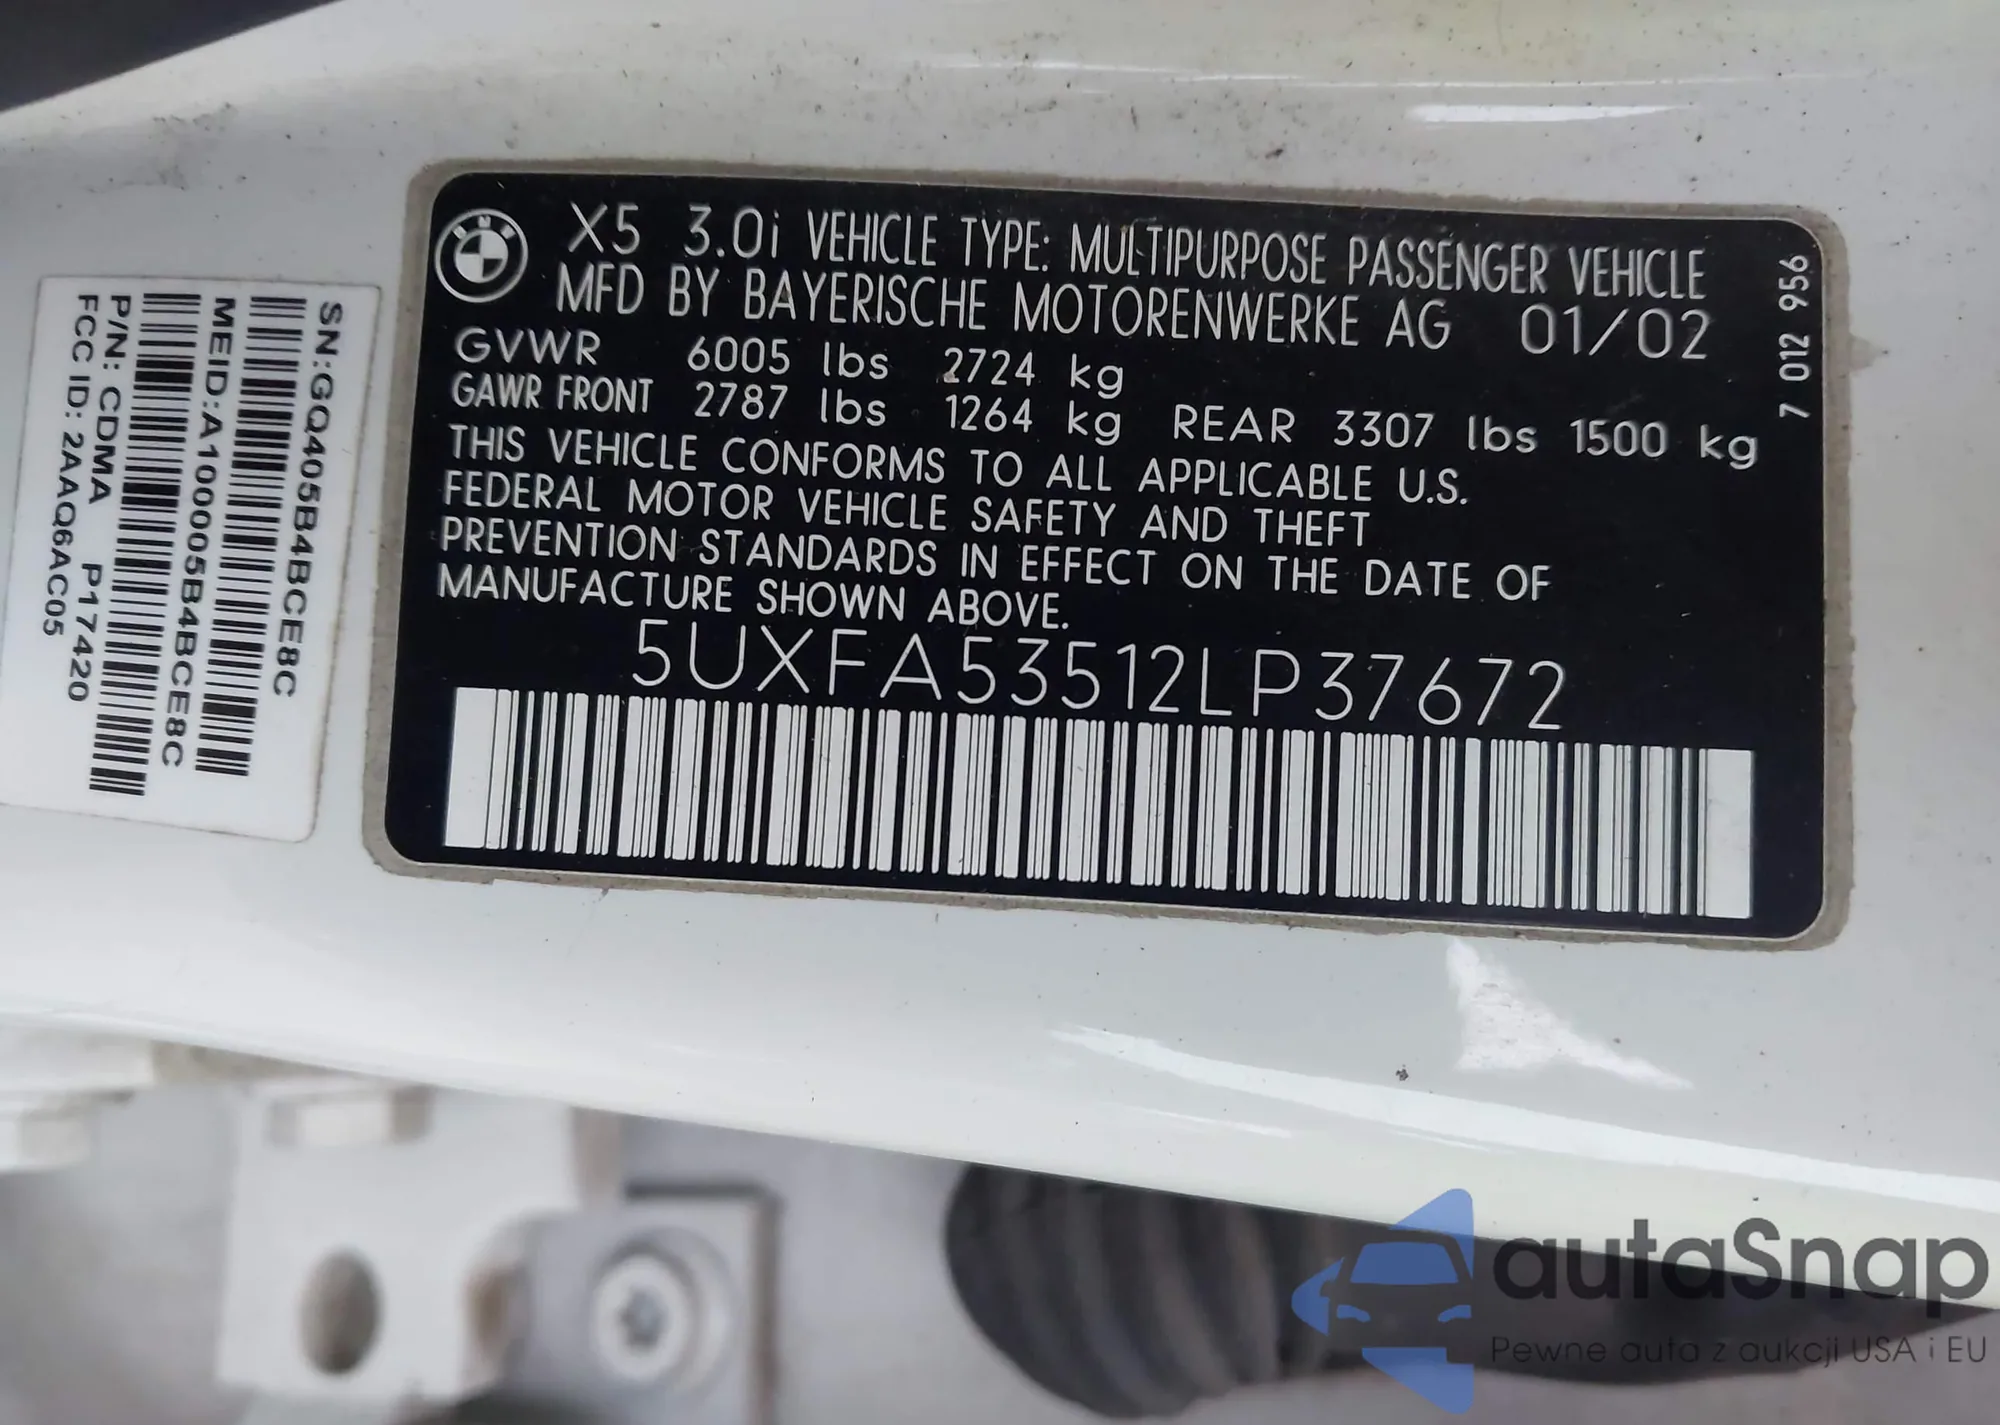 SN:GQ405B4BCE8C
MEID:A100005B4BCE8C
P/N: CDMA P17420
FCC ID: 2AAQ6AC05
BMW
X5 3.0i VEHICLE TYPE: MULTIPURPOSE PASSENGER VEHICLE
MFD BY BAYERISCHE MOTORENWERKE AG 01/02
GVWR 6005 lbs 2724 kg
GAWR FRONT 2787 lbs 1264 kg REAR 3307 lbs 1500 kg
THIS VEHICLE CONFORMS TO ALL APPLICABLE U.S.
FEDERAL MOTOR VEHICLE SAFETY AND THEFT
PREVENTION STANDARDS IN EFFECT ON THE DATE OF
MANUFACTURE SHOWN ABOVE.
5UXFA53512LP37672
7 012 956
autaSnap
Pewne auta z aukcji USA i EU